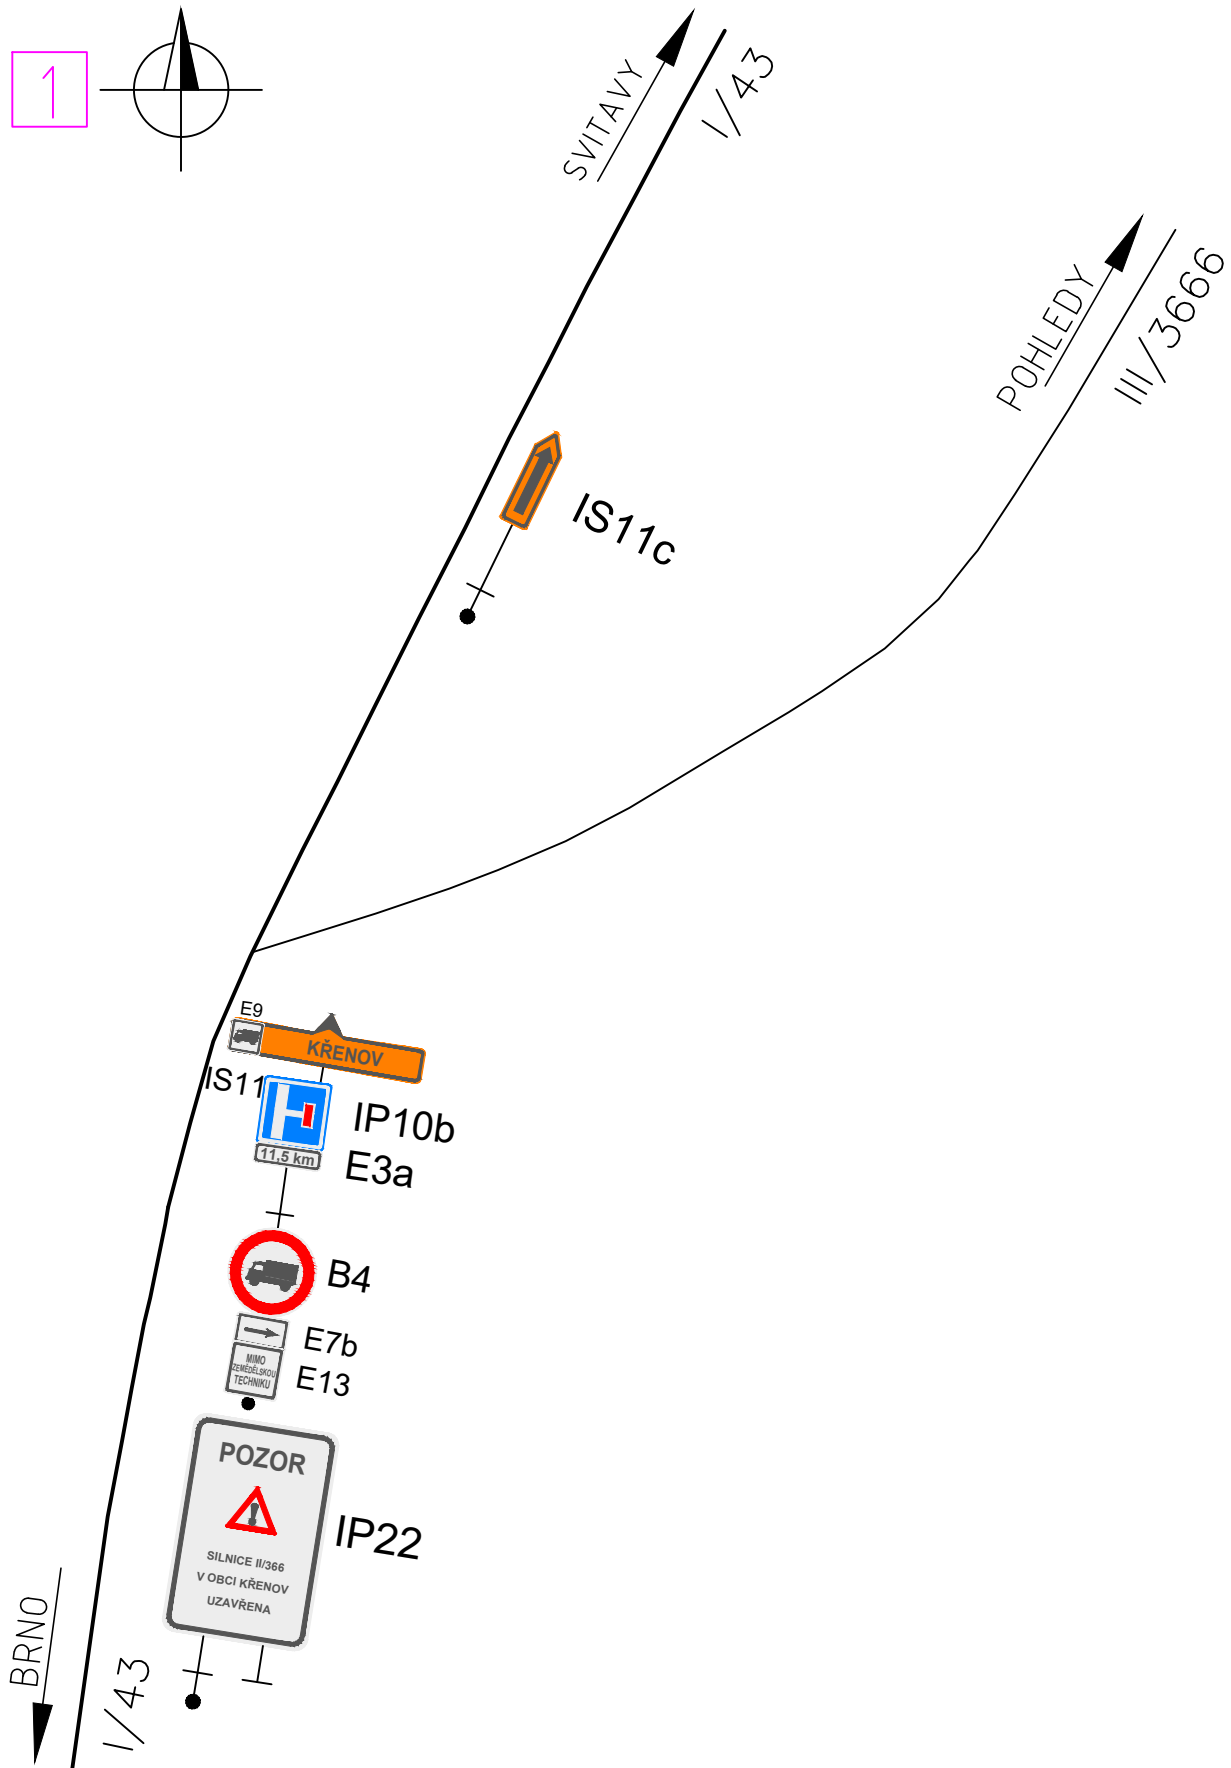 1
SVITAVY
I/43
POHLEDY
III/3666
IS11c
E9
KŘENOV
IS11
IP10b
11,5 km
E3a
B4
E7b
MIMO
ZEMĚDĚLSKOU
TECHNIKU
E13
POZOR
!
SILNICE II/366
V OBCI KŘENOV
UZAVŘENA
IP22
BRNO
I/43